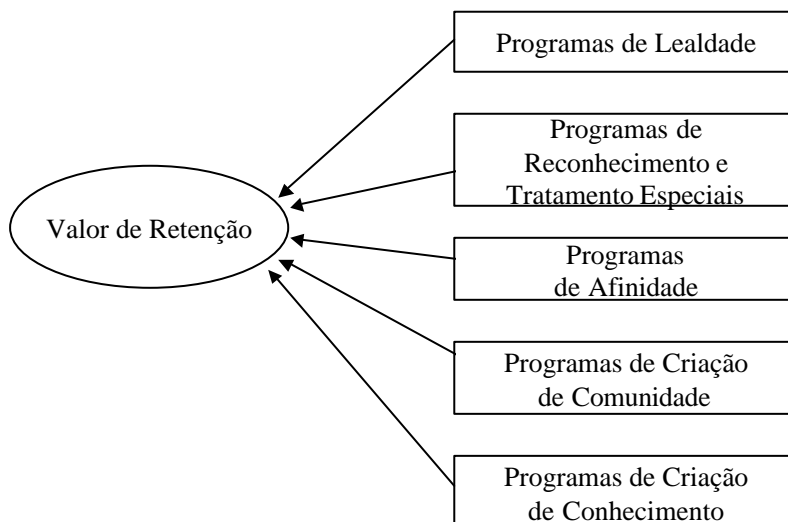 Programas de Lealdade
Programas de
Reconhecimento e
Tratamento Especiais
Valor de Retenção
Programas
de Afinidade
Programas de Criação
de Comunidade
Programas de Criação
de Conhecimento